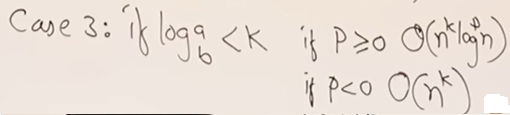 Case 3: if log_b^a < K if P ≥ 0 O(n^k log^p n)
if P < 0 O(n^k)